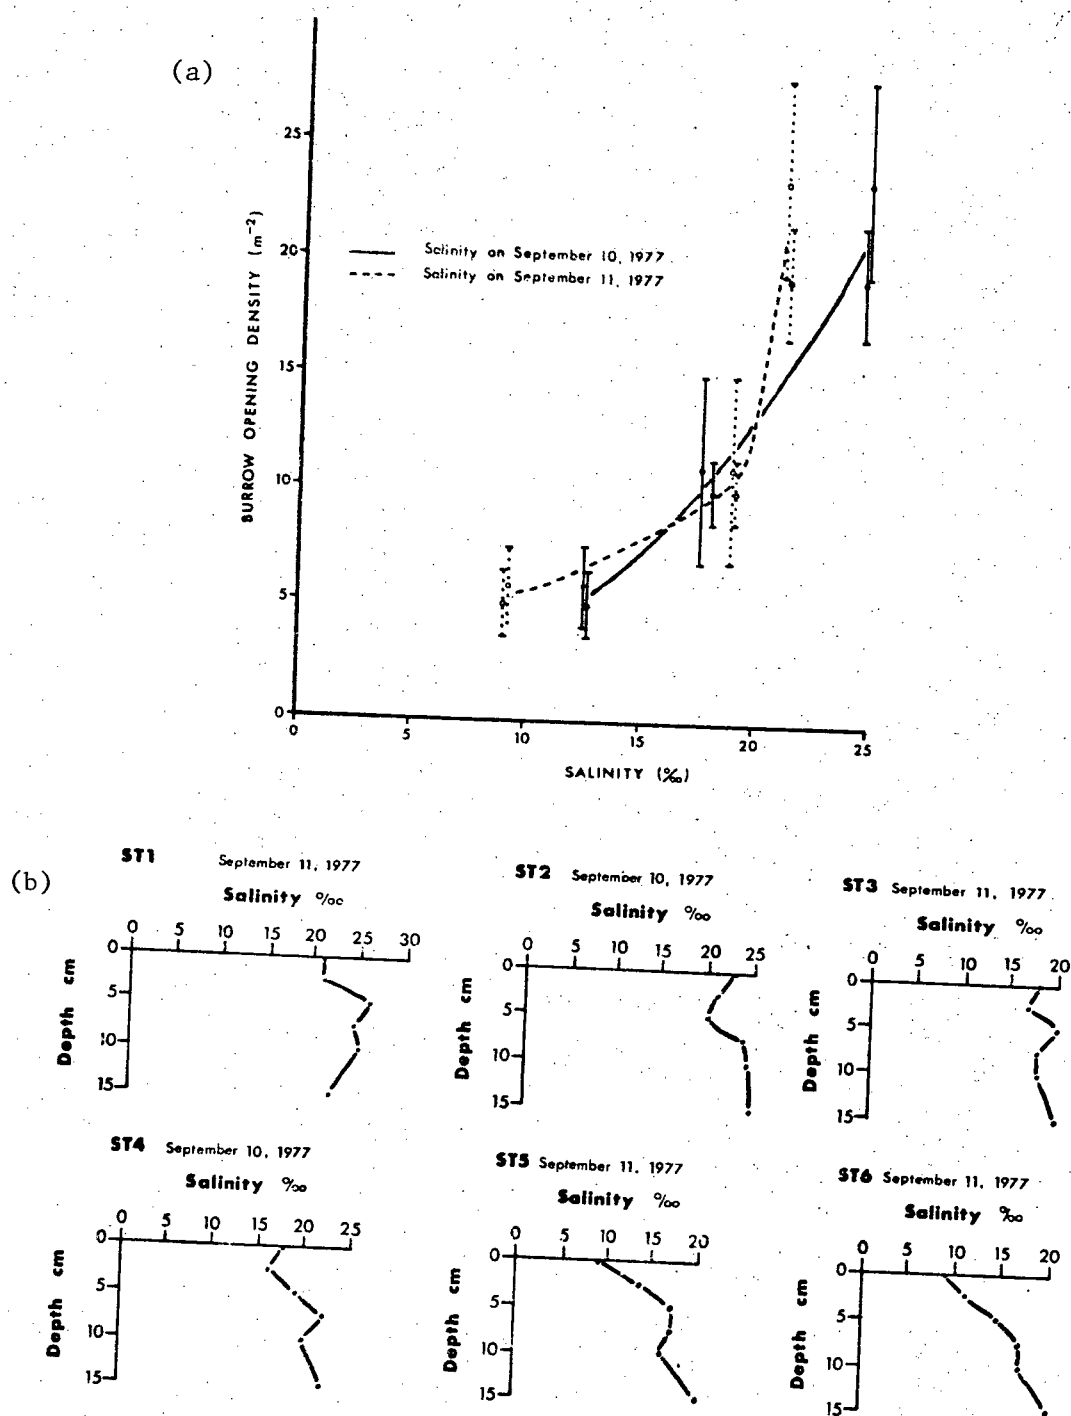 (a)
25
20
15
10
5
0
BURROW OPENING DENSITY (m⁻²)
Salinity on September 10, 1977
Salinity on September 11, 1977
0 5 10 15 20 25
SALINITY (‰)
(b)
ST1 September 11, 1977
Salinity ‰
0 5 10 15 20 25 30
Depth cm
0
5
10
15
ST2 September 10, 1977
Salinity ‰
0 5 10 15 20 25
Depth cm
0
5
10
15
ST3 September 11, 1977
Salinity ‰
0 5 10 15 20
Depth cm
0
5
10
15
ST4 September 10, 1977
Salinity ‰
0 5 10 15 20 25
Depth cm
0
5
10
15
ST5 September 11, 1977
Salinity ‰
0 5 10 15 20
Depth cm
0
5
10
15
ST6 September 11, 1977
Salinity ‰
0 5 10 15 20
Depth cm
0
5
10
15